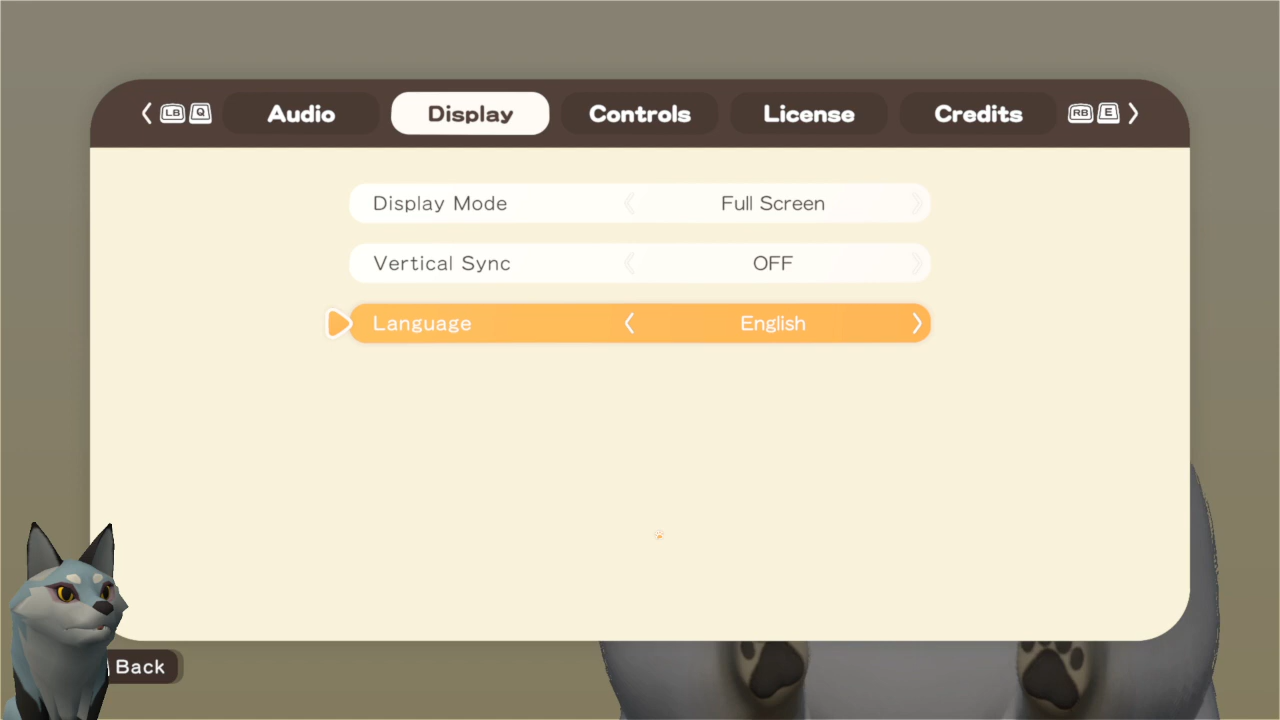 LB Q Audio Display Controls License Credits RB E
Display Mode Full Screen
Vertical Sync OFF
Language English
Back